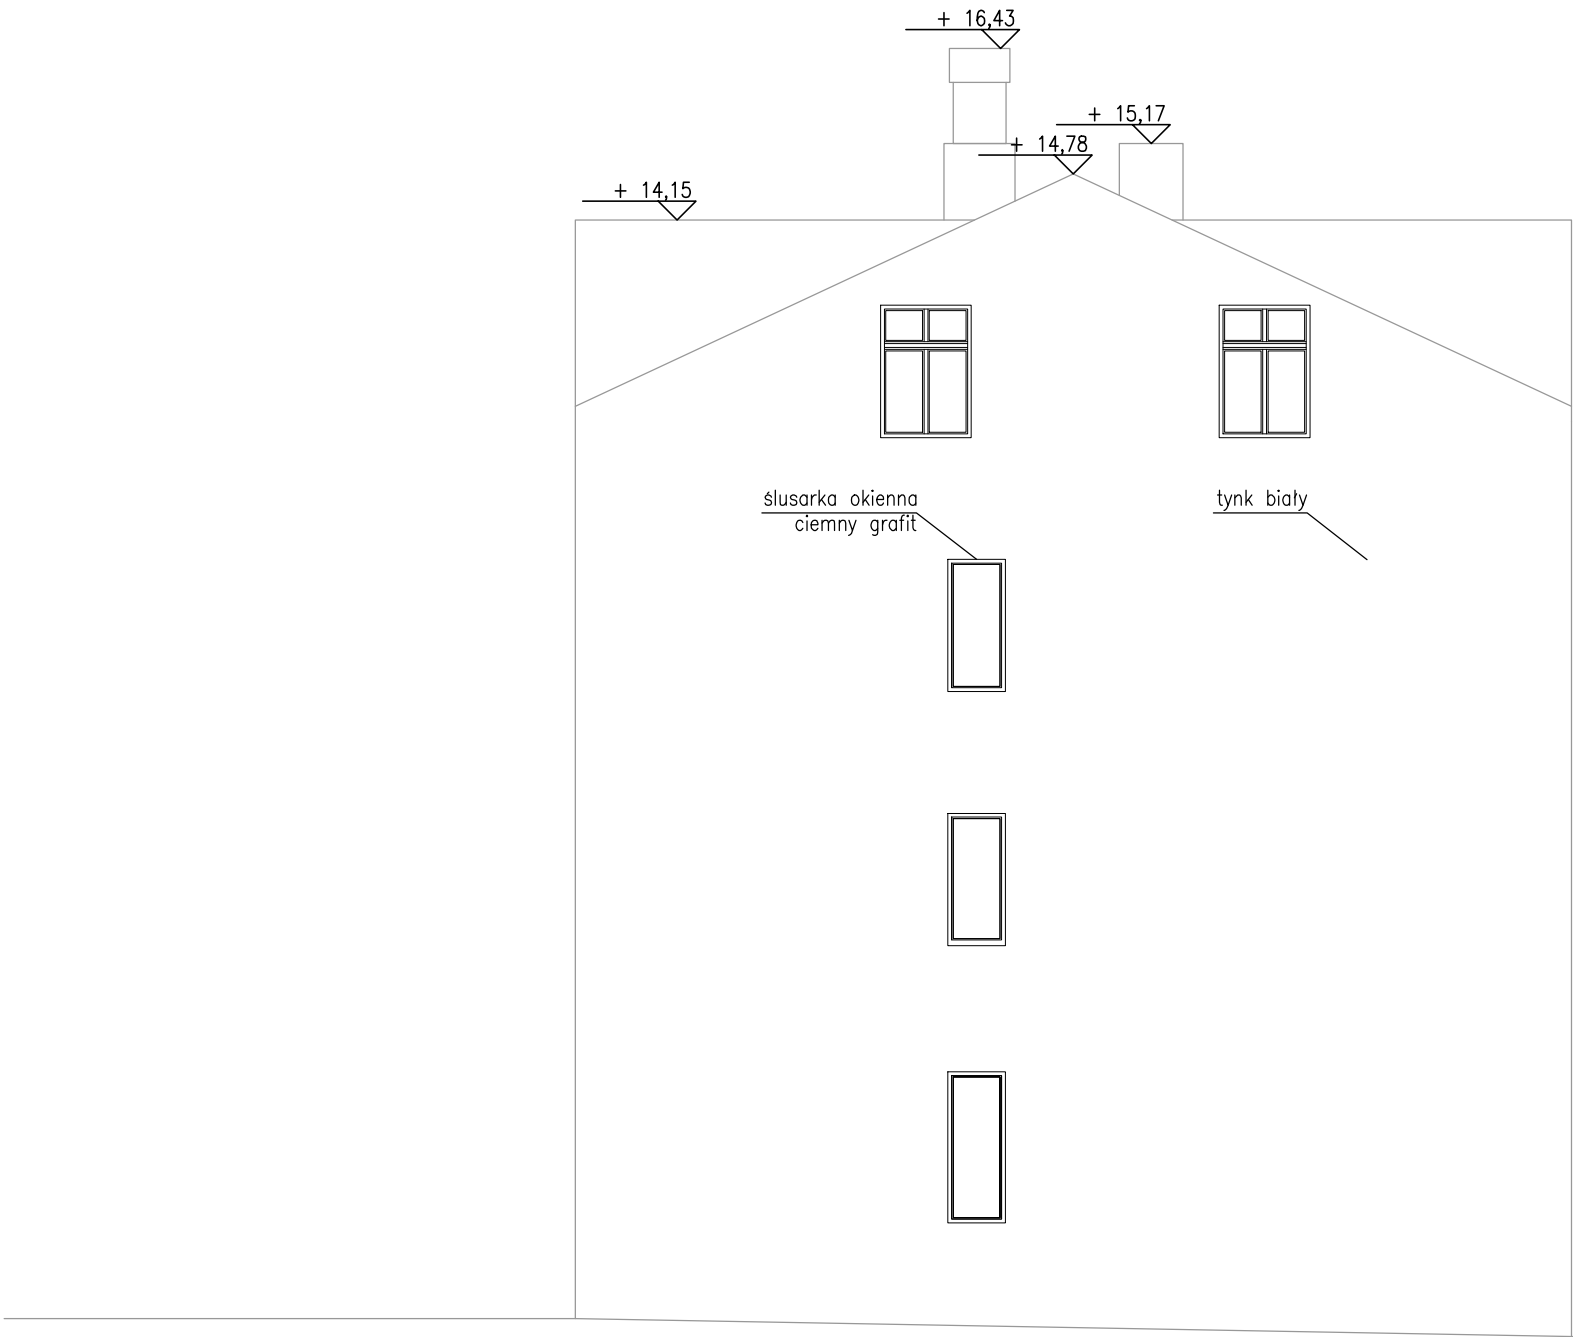 + 16,43
+ 15,17
+ 14,78
+ 14,15
ślusarka okienna
ciemny grafit
tynk biały